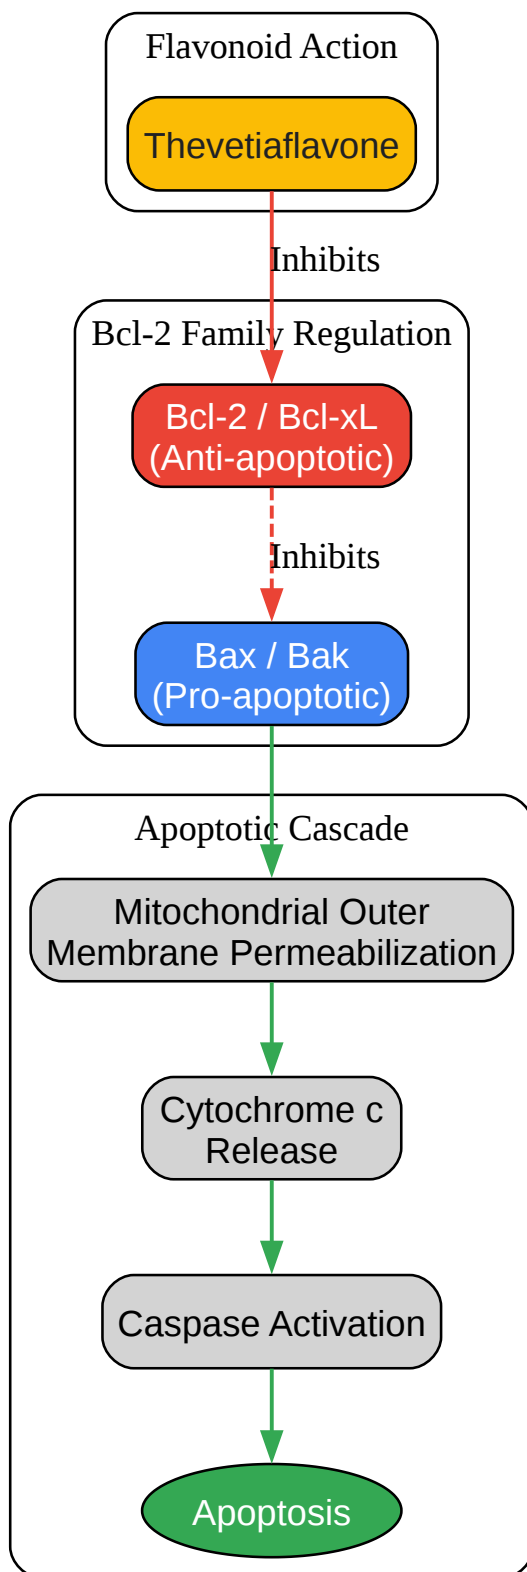 Flavonoid Action
Thevetiaflavone
Inhibits
Bcl-2 Family Regulation
Bcl-2 / Bcl-xL
(Anti-apoptotic)
Inhibits
Bax / Bak
(Pro-apoptotic)
Apoptotic Cascade
Mitochondrial Outer
Membrane Permeabilization
Cytochrome c
Release
Caspase Activation
Apoptosis